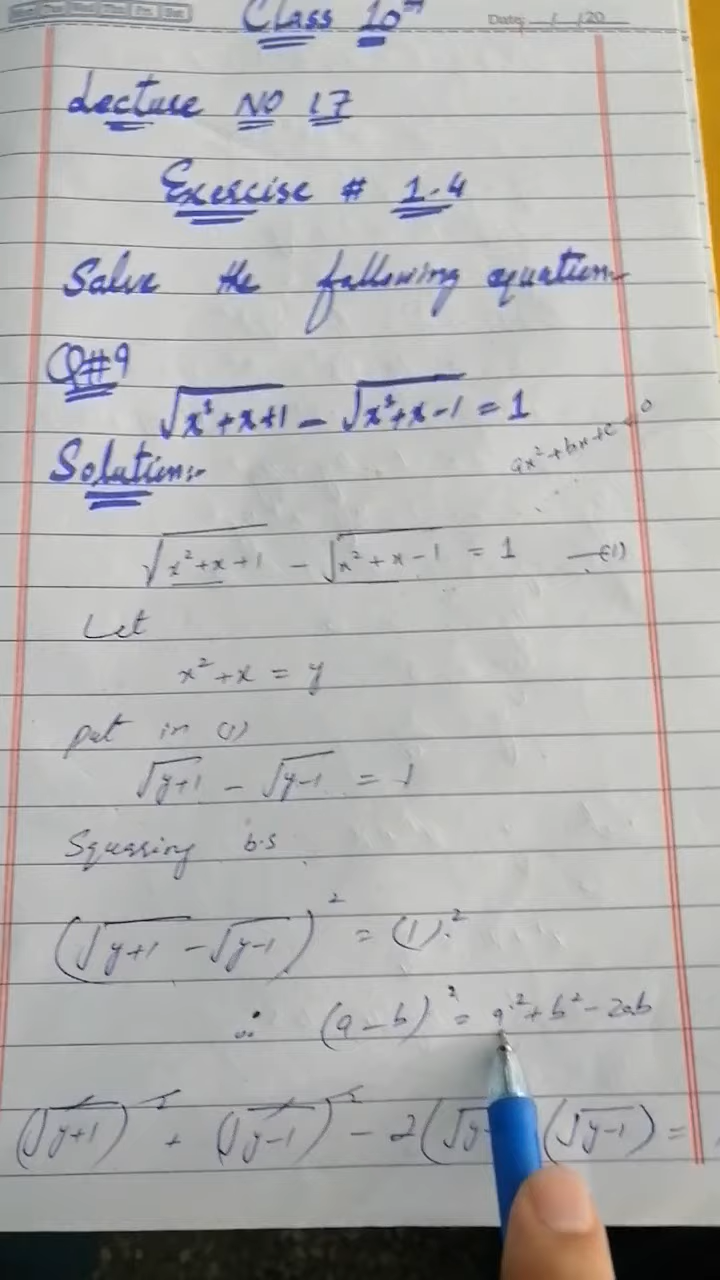 Class 10th
Date: / /20
Lecture NO 17
Exercise # 1.4
Solve the following equation.
Q#9
√x²+x+1 - √x²+x-1 = 1
Solution:-
ax²+bx+c=0
√x²+x+1 - √x²+x-1 = 1 —(1)
Let
x²+x = y
put in (1)
√y+1 - √y-1 = 1
Squaring b.s
(√y+1 - √y-1)² = (1)²
∴ (a-b)² = a²+b²-2ab
(√y+1)² + (√y-1)² - 2(√y (√y-1) =